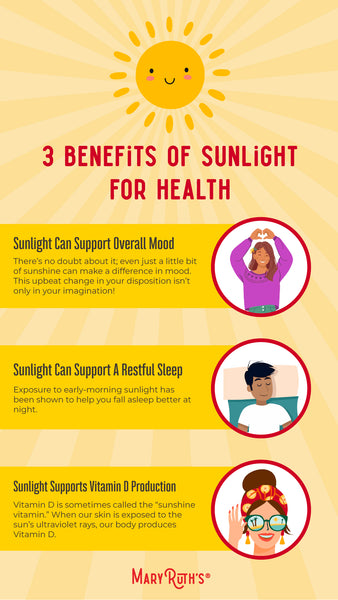 3 BENEFiTS OF SUNLiGHT
FOR HEALTH
Sunlight Can Support Overall Mood
There's no doubt about it; even just a little bit
of sunshine can make a difference in mood.
This upbeat change in your disposition isn't
only in your imagination!
Sunlight Can Support A Restful Sleep
Exposure to early-morning sunlight has
been shown to help you fall asleep better at
night.
Sunlight Supports Vitamin D Production
Vitamin D is sometimes called the "sunshine
vitamin." When our skin is exposed to the
sun's ultraviolet rays, our body produces
Vitamin D.
MARY RUTH'S®